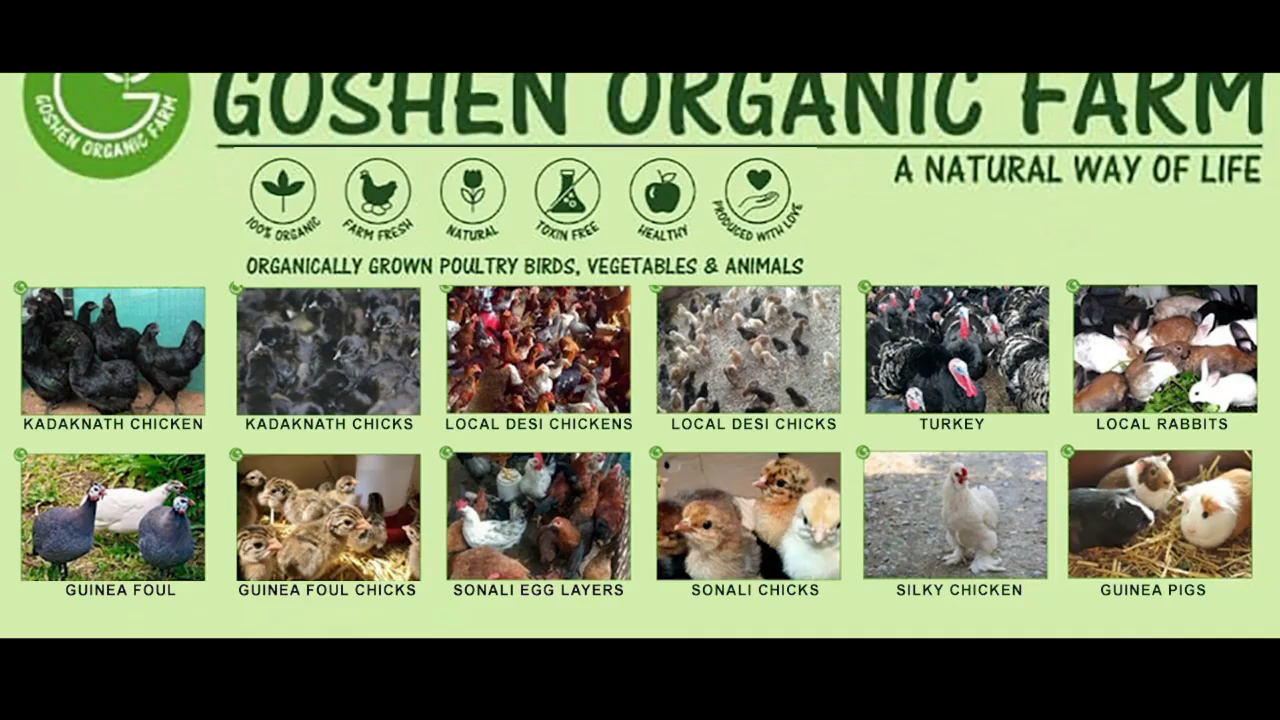 GOSHEN ORGANIC FARM
GOSHEN ORGANIC FARM
A NATURAL WAY OF LIFE
100% ORGANIC
FARM FRESH
NATURAL
TOXIN FREE
HEALTHY
PRODUCED WITH LOVE
ORGANICALLY GROWN POULTRY BIRDS, VEGETABLES & ANIMALS
KADAKNATH CHICKEN
KADAKNATH CHICKS
LOCAL DESI CHICKENS
LOCAL DESI CHICKS
TURKEY
LOCAL RABBITS
GUINEA FOUL
GUINEA FOUL CHICKS
SONALI EGG LAYERS
SONALI CHICKS
SILKY CHICKEN
GUINEA PIGS